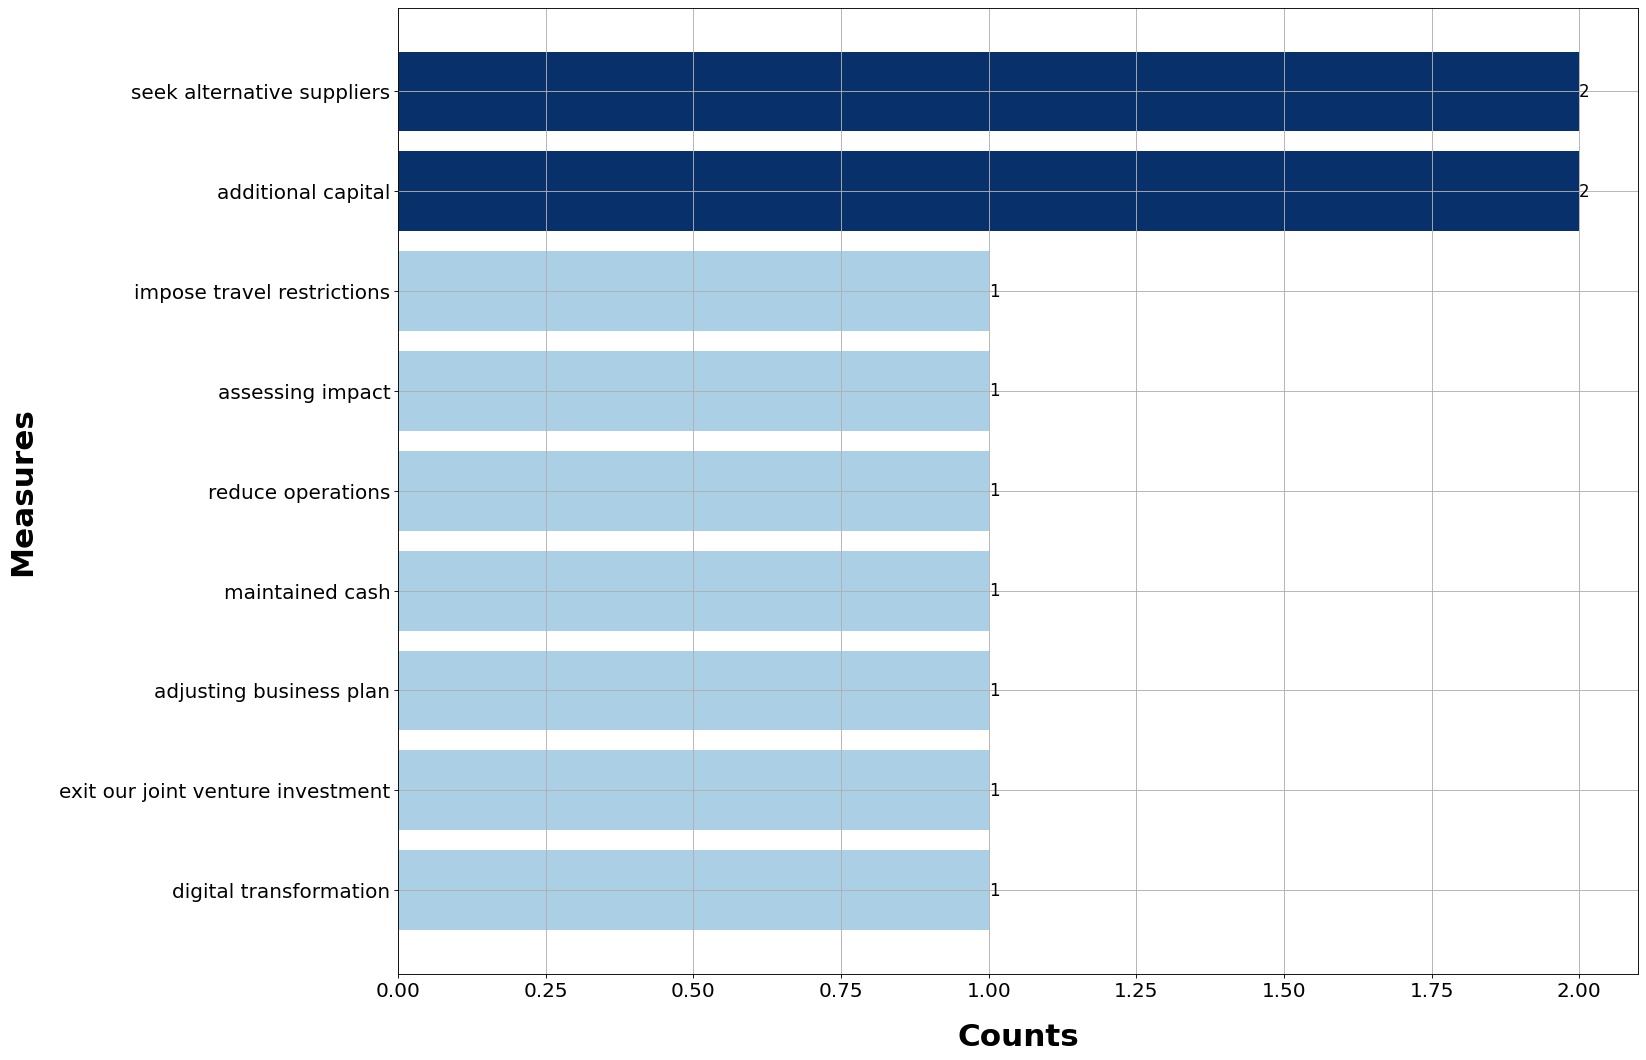 seek alternative suppliers 2
additional capital 2
impose travel restrictions 1
assessing impact 1
reduce operations 1
maintained cash 1
adjusting business plan 1
exit our joint venture investment 1
digital transformation 1
Measures
0.00 0.25 0.50 0.75 1.00 1.25 1.50 1.75 2.00
Counts